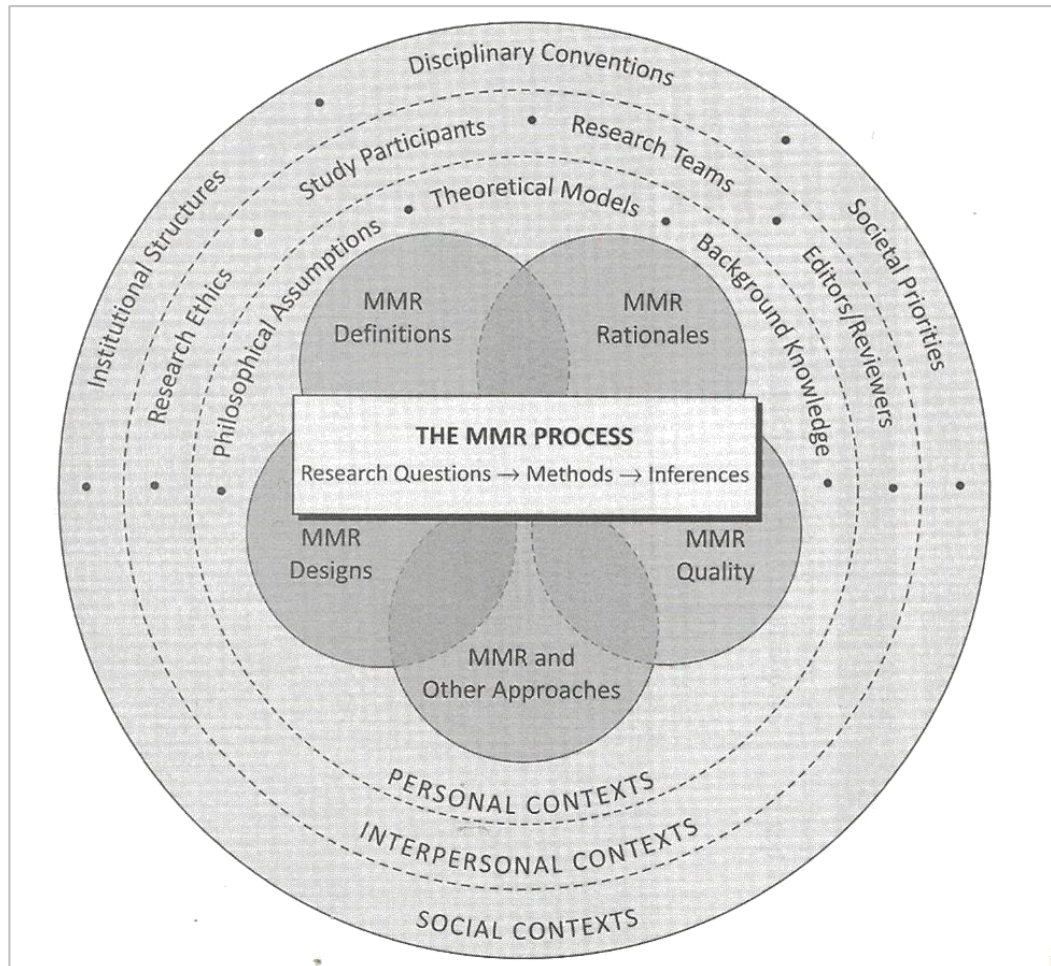 Disciplinary Conventions
Institutional Structures
Societal Priorities
Study Participants
Research Teams
Research Ethics
Editors/Reviewers
Theoretical Models
Philosophical Assumptions
Background Knowledge
MMR
Definitions
MMR
Rationales
THE MMR PROCESS
Research Questions → Methods → Inferences
MMR
Designs
MMR
Quality
MMR and
Other Approaches
PERSONAL CONTEXTS
INTERPERSONAL CONTEXTS
SOCIAL CONTEXTS